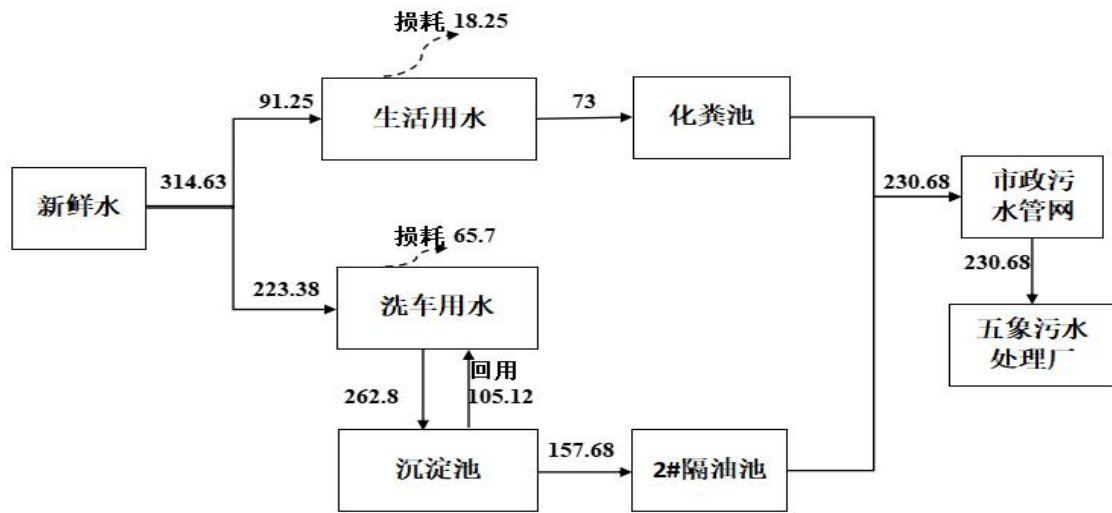 损耗 18.25
91.25
生活用水
73
化粪池
新鲜水
314.63
230.68
市政污
水管网
损耗 65.7
223.38
洗车用水
230.68
五象污水
处理厂
262.8
回用
105.12
沉淀池
157.68
2#隔油池